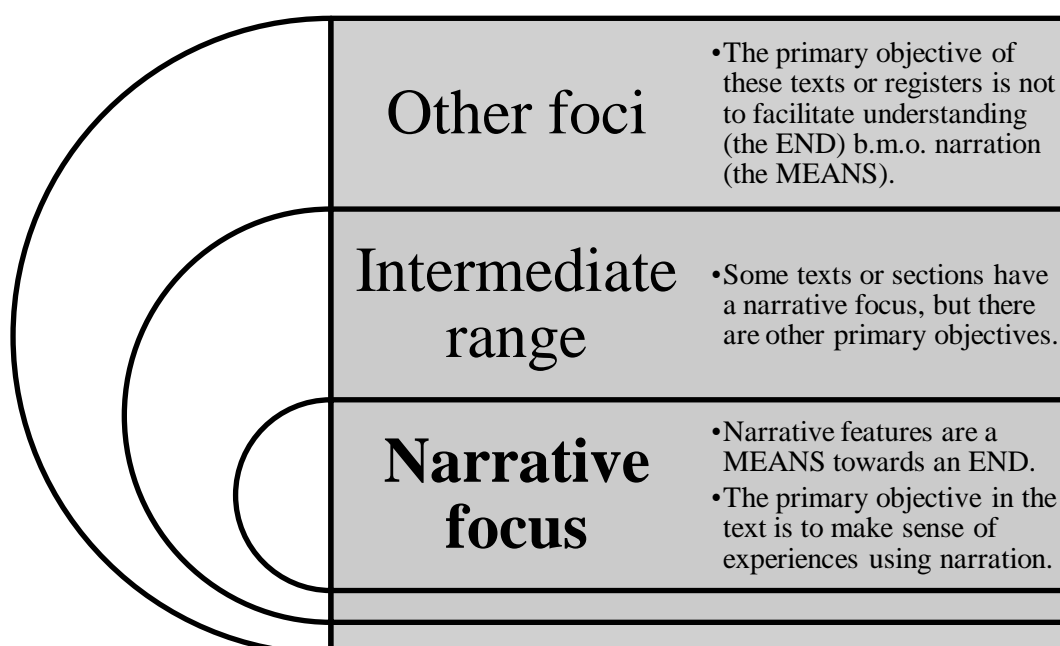 Other foci
•The primary objective of
these texts or registers is not
to facilitate understanding
(the END) b.m.o. narration
(the MEANS).
Intermediate
range
•Some texts or sections have
a narrative focus, but there
are other primary objectives.
Narrative
focus
•Narrative features are a
MEANS towards an END.
•The primary objective in the
text is to make sense of
experiences using narration.